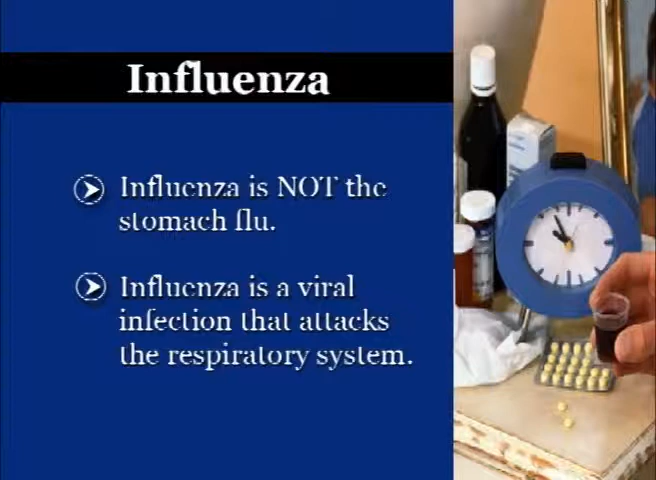 Influenza
Influenza is NOT the
stomach flu.
Influenza is a viral
infection that attacks
the respiratory system.